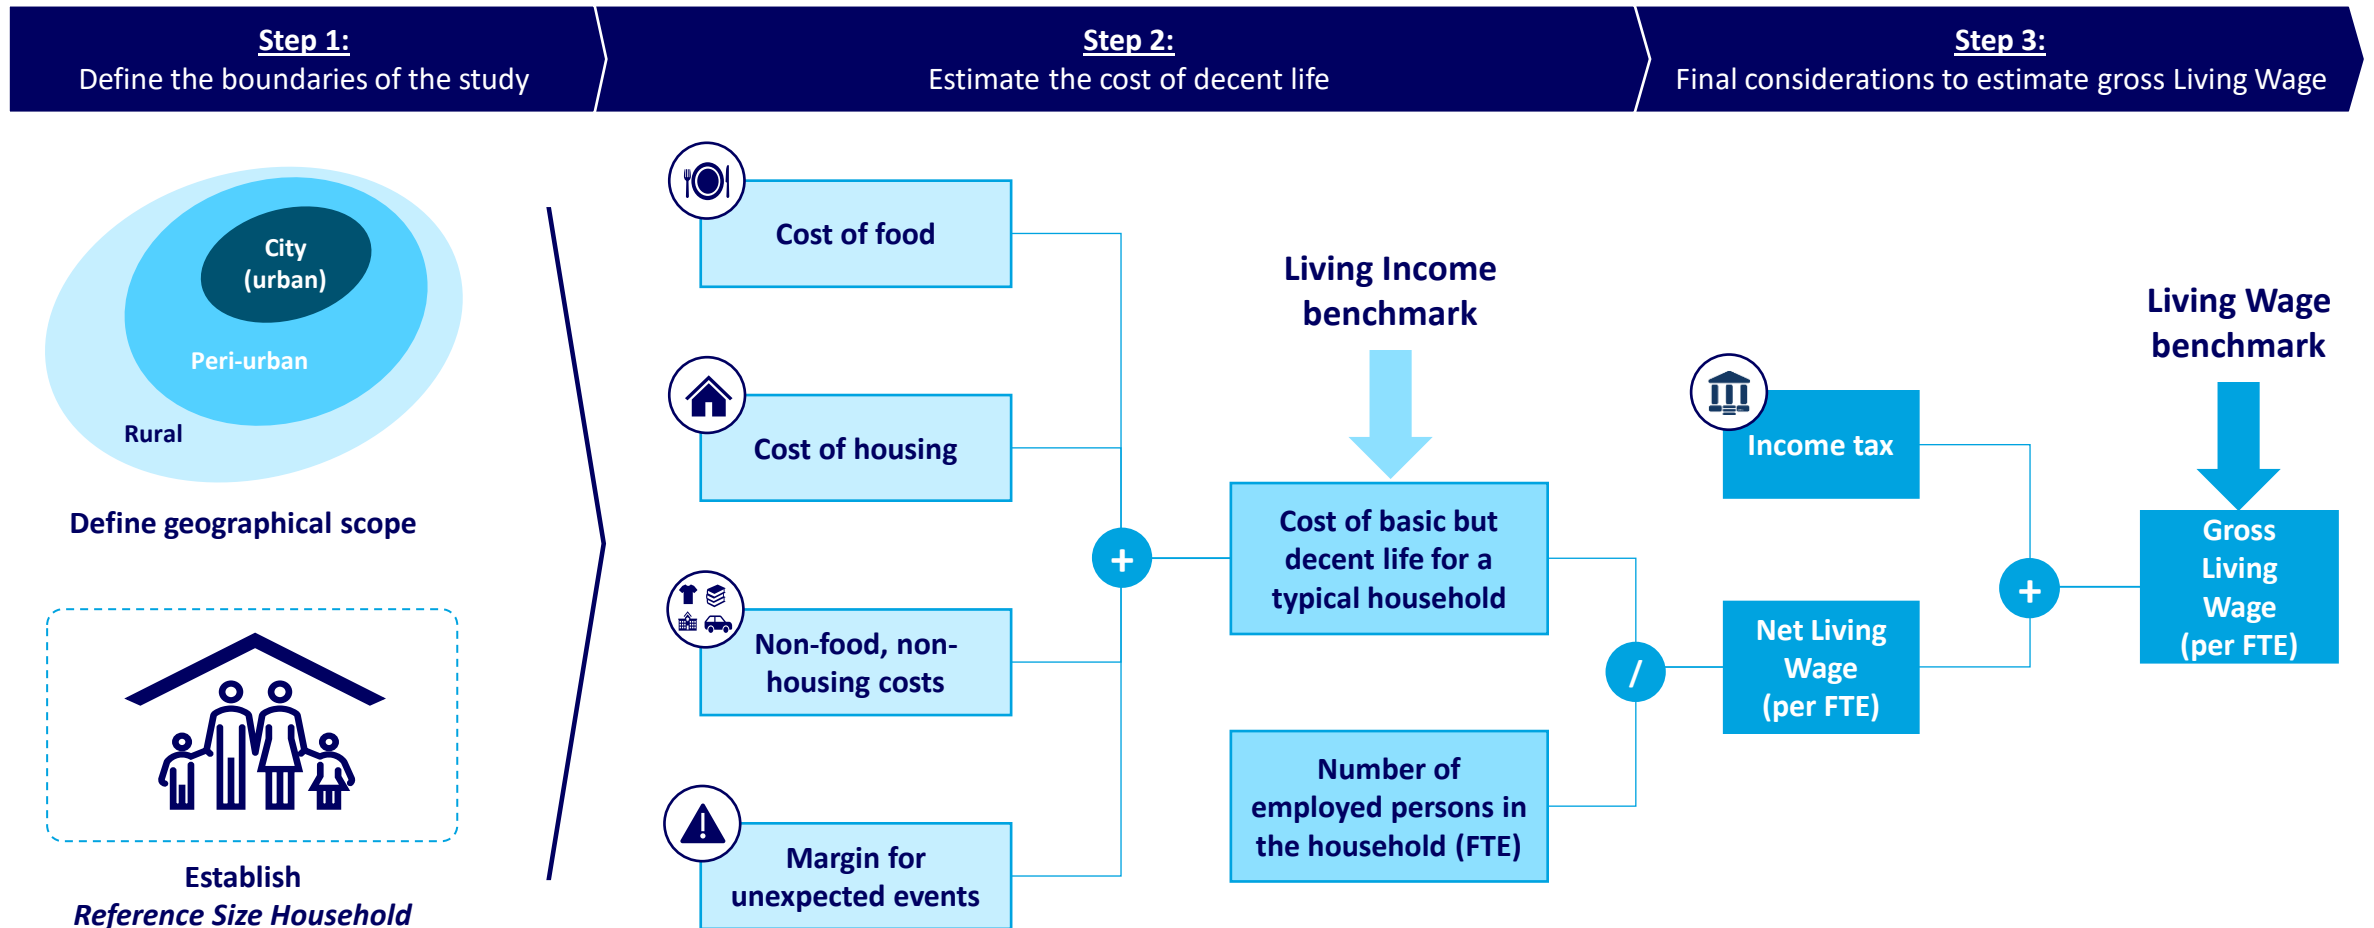 Step 1:
Define the boundaries of the study
Step 2:
Estimate the cost of decent life
Step 3:
Final considerations to estimate gross Living Wage
City
(urban)
Peri-urban
Rural
Define geographical scope
Establish
Reference Size Household
Cost of food
Cost of housing
Non-food, non-
housing costs
Margin for
unexpected events
+
Living Income
benchmark
Cost of basic but
decent life for a
typical household
Number of
employed persons in
the household (FTE)
/
Income tax
Net Living
Wage
(per FTE)
+
Living Wage
benchmark
Gross
Living
Wage
(per FTE)